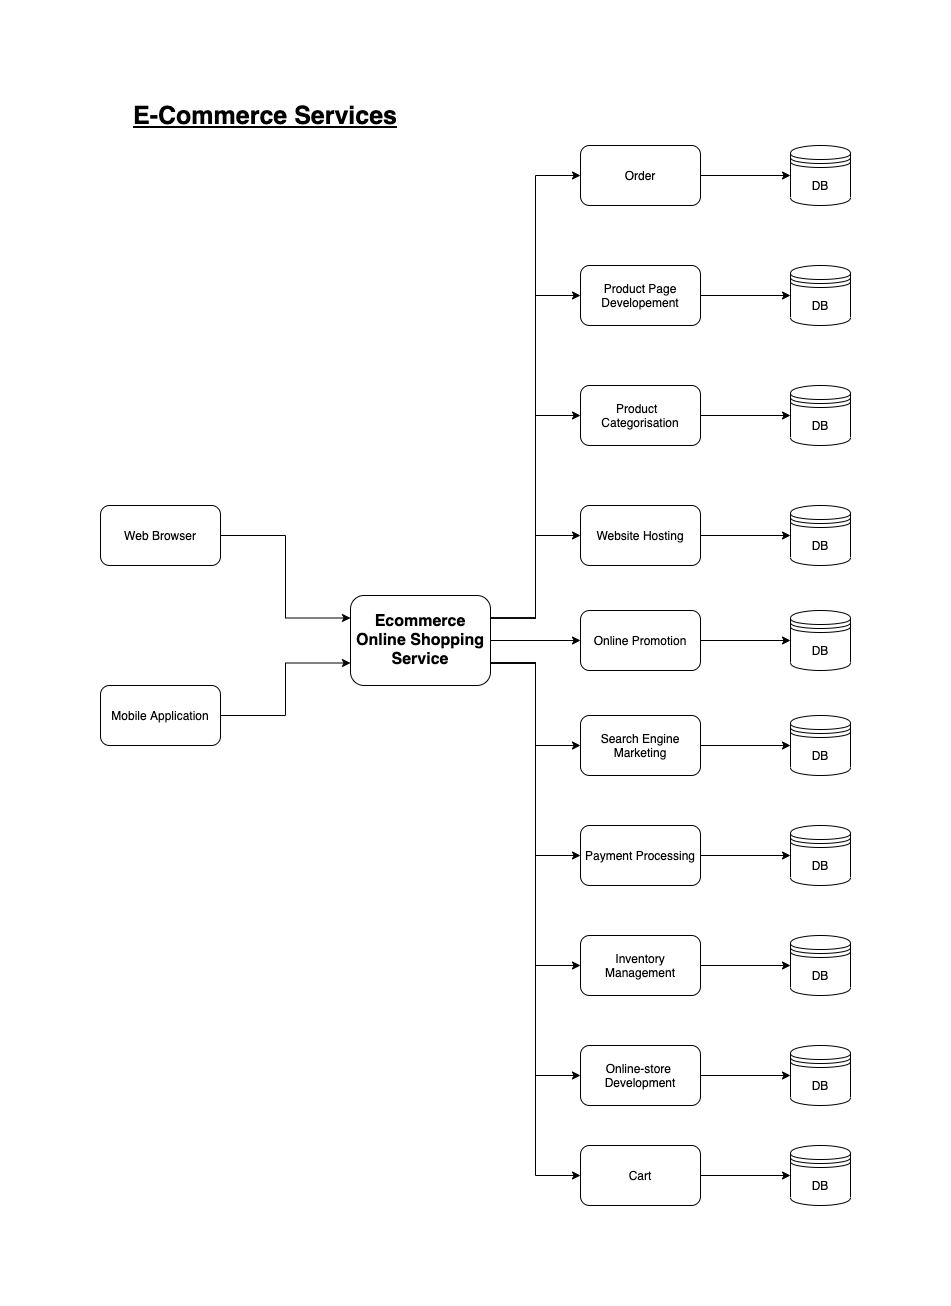 E-Commerce Services
Order
DB
Product Page
Developement
DB
Product
Categorisation
DB
Web Browser
Website Hosting
DB
Ecommerce
Online Shopping
Service
Online Promotion
DB
Mobile Application
Search Engine
Marketing
DB
Payment Processing
DB
Inventory
Management
DB
Online-store
Development
DB
Cart
DB